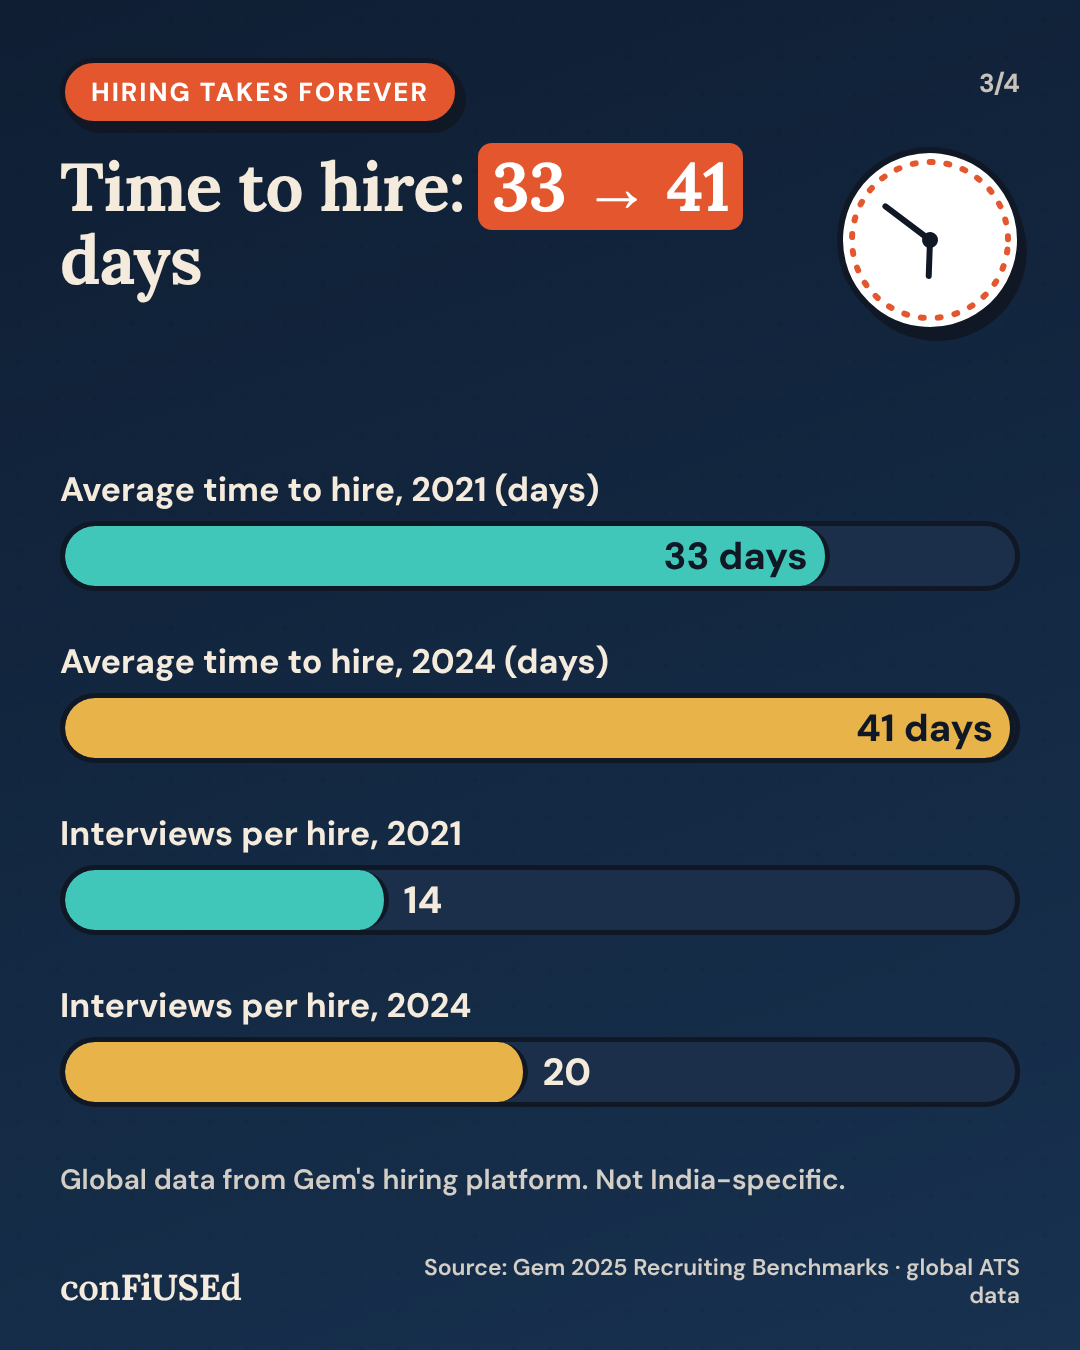 HIRING TAKES FOREVER
3/4
Time to hire: 33 → 41
days
Average time to hire, 2021 (days)
33 days
Average time to hire, 2024 (days)
41 days
Interviews per hire, 2021
14
Interviews per hire, 2024
20
Global data from Gem's hiring platform. Not India-specific.
conFiUSEd
Source: Gem 2025 Recruiting Benchmarks · global ATS
data